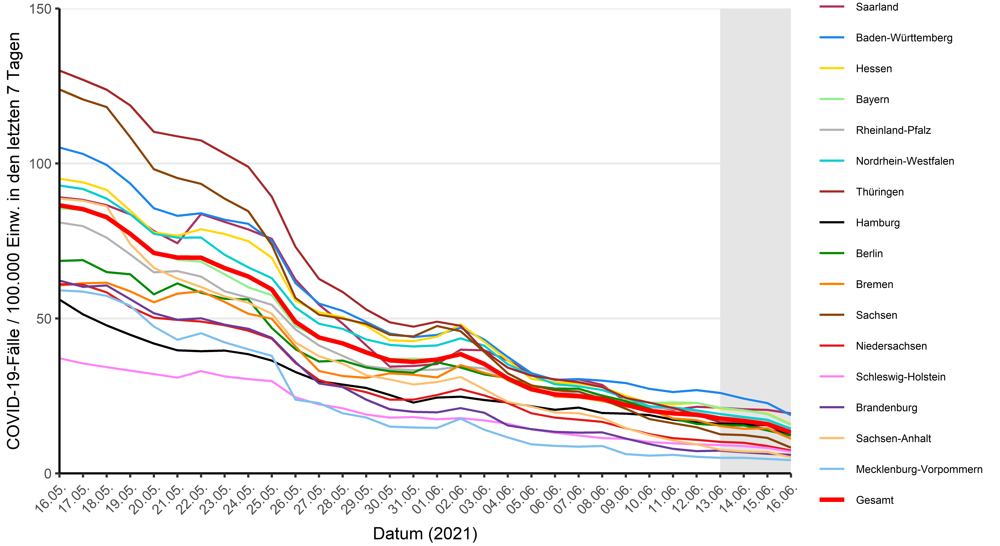 COVID-19-Fälle / 100.000 Einw. in den letzten 7 Tagen
150
100
50
0
16.05.
17.05.
18.05.
19.05.
20.05.
21.05.
22.05.
23.05.
24.05.
25.05.
26.05.
27.05.
28.05.
29.05.
30.05.
31.05.
01.06.
02.06.
03.06.
04.06.
05.06.
06.06.
07.06.
08.06.
09.06.
10.06.
11.06.
12.06.
13.06.
14.06.
15.06.
16.06.
Datum (2021)
Saarland
Baden-Württemberg
Hessen
Bayern
Rheinland-Pfalz
Nordrhein-Westfalen
Thüringen
Hamburg
Berlin
Bremen
Sachsen
Niedersachsen
Schleswig-Holstein
Brandenburg
Sachsen-Anhalt
Mecklenburg-Vorpommern
Gesamt